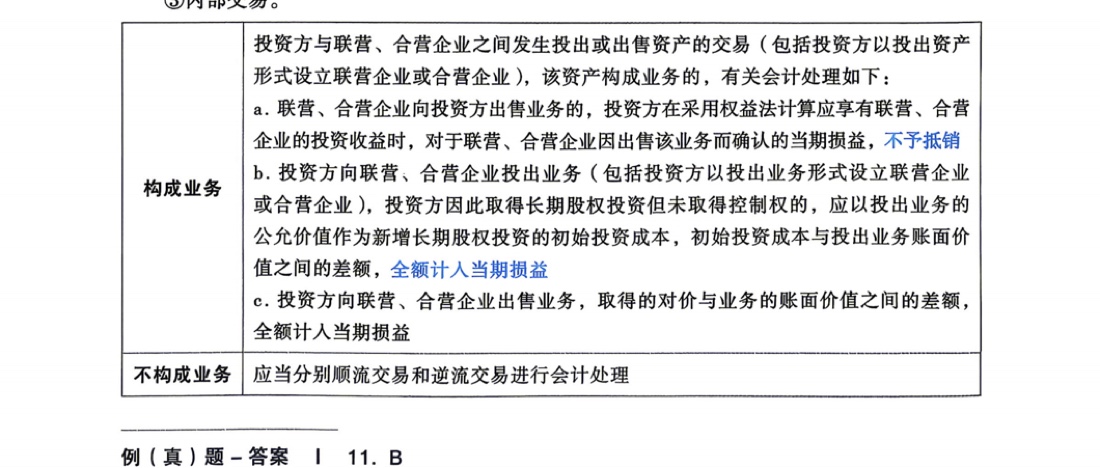 ③内部交易。
投资方与联营、合营企业之间发生投出或出售资产的交易（包括投资方以投出资产
形式设立联营企业或合营企业），该资产构成业务的，有关会计处理如下：
a. 联营、合营企业向投资方出售业务的，投资方在采用权益法计算应享有联营、合营
企业的投资收益时，对于联营、合营企业因出售该业务而确认的当期损益，不予抵销
构成业务
b. 投资方向联营、合营企业投出业务（包括投资方以投出业务形式设立联营企业
或合营企业），投资方因此取得长期股权投资但未取得控制权的，应以投出业务的
公允价值作为新增长期股权投资的初始投资成本，初始投资成本与投出业务账面价
值之间的差额，全额计入当期损益
c. 投资方向联营、合营企业出售业务，取得的对价与业务的账面价值之间的差额，
全额计入当期损益
不构成业务 应当分别顺流交易和逆流交易进行会计处理
例（真）题－答案 | 11. B